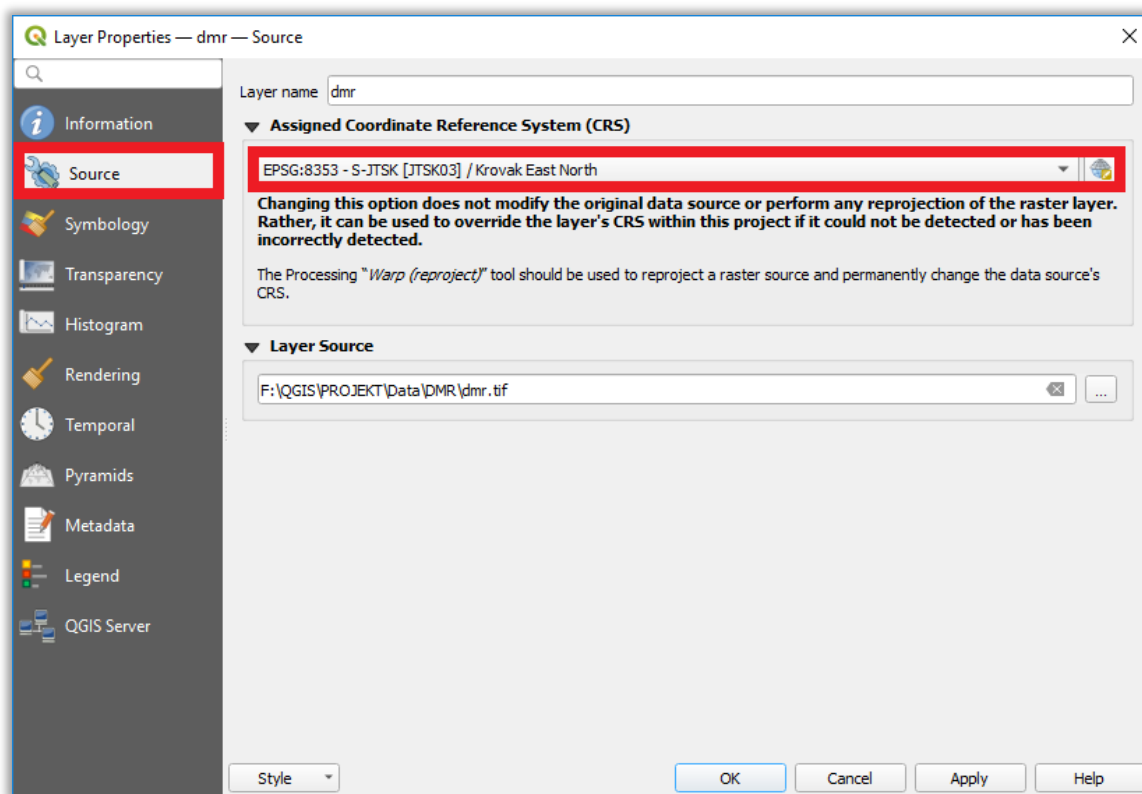 Layer Properties — dmr — Source
Layer name dmr
Information
Assigned Coordinate Reference System (CRS)
Source
EPSG:8353 - S-JTSK [JTSK03] / Krovak East North
Changing this option does not modify the original data source or perform any reprojection of the raster layer.
Rather, it can be used to override the layer's CRS within this project if it could not be detected or has been
incorrectly detected.
Symbology
Transparency
The Processing “Warp (reproject)” tool should be used to reproject a raster source and permanently change the data source's
CRS.
Histogram
Layer Source
Rendering
F:\QGIS\PROJEKT\Data\DMR\dmr.tif
...
Temporal
Pyramids
Metadata
Legend
QGIS Server
Style
OK
Cancel
Apply
Help